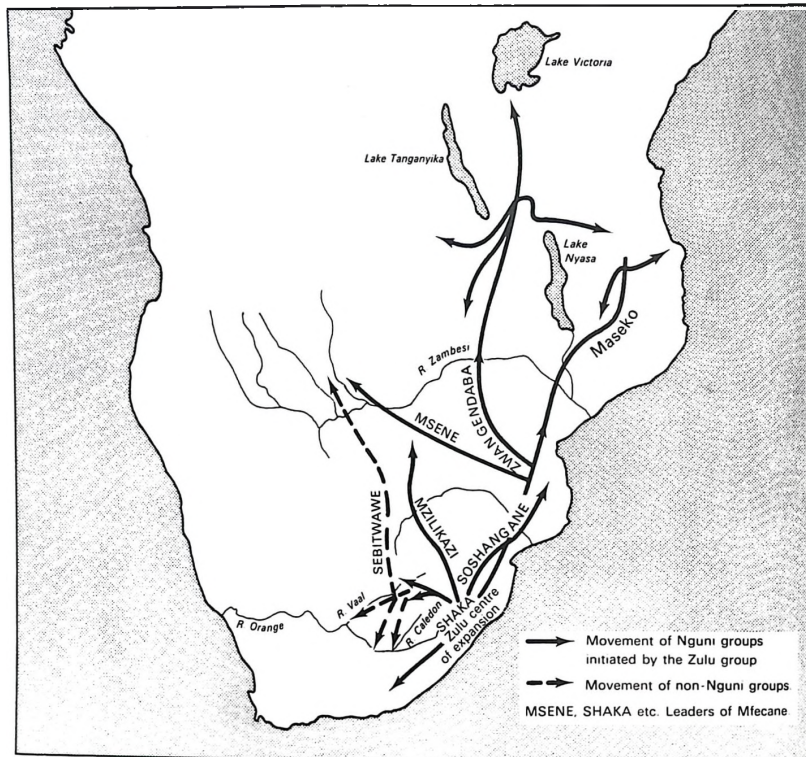 Lake Victoria
Lake Tanganyika
Lake
Nyasa
Maseko
R Zambesi
ZWAN GENDABA
MSENE
SEBITWAWE
MZILIKAZI
SOSHANGANE
R. Vaal
R Orange
R Caledon
SHAKA
Zulu centre
of expansion
Movement of Nguni groups
initiated by the Zulu group
Movement of non-Nguni groups
MSENE, SHAKA etc. Leaders of Mfecane